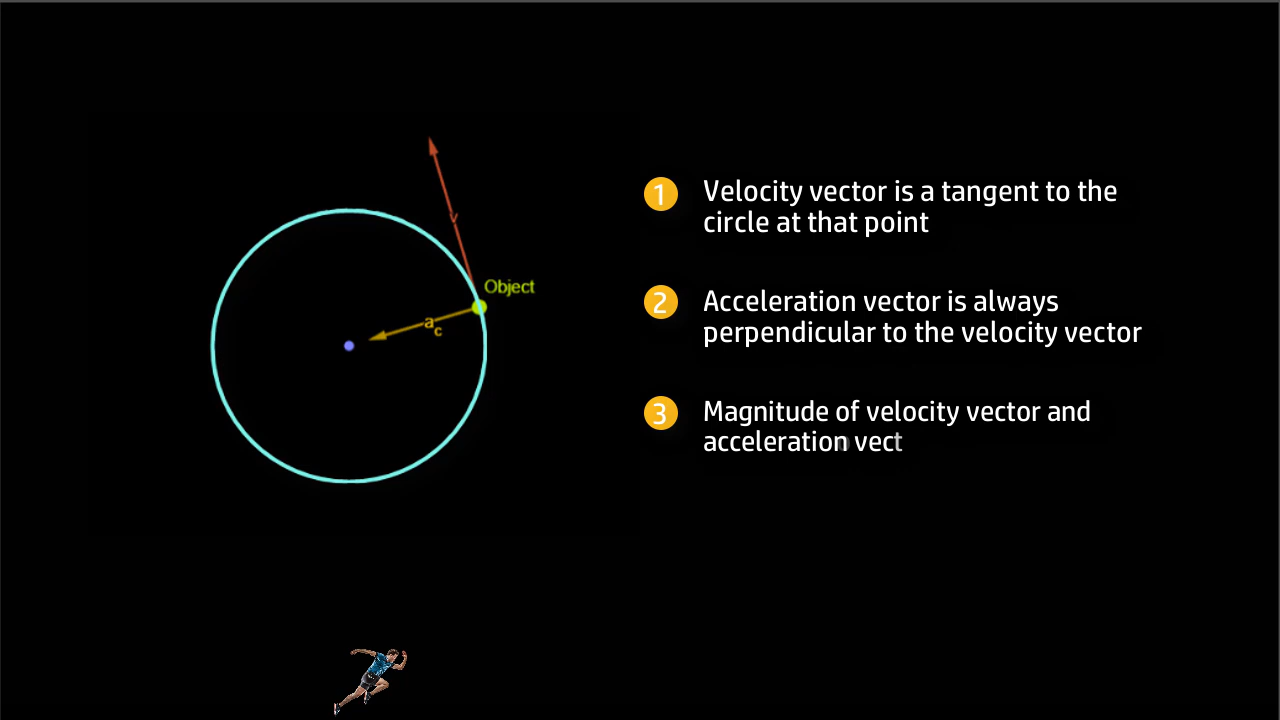 v
Object
a
c
1
Velocity vector is a tangent to the
circle at that point
2
Acceleration vector is always
perpendicular to the velocity vector
3
Magnitude of velocity vector and
acceleration vect